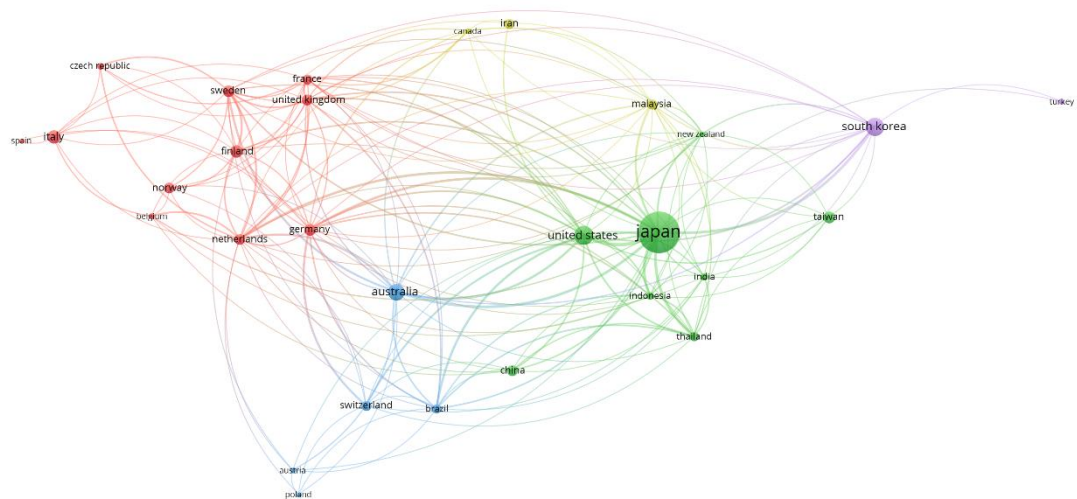 canada
iran
czech republic
france
sweden
united kingdom
turkey
malaysia
south korea
new zealand
spain
italy
finland
norway
belgium
taiwan
germany
netherlands
united states
japan
india
australia
indonesia
thailand
china
switzerland
brazil
austria
poland